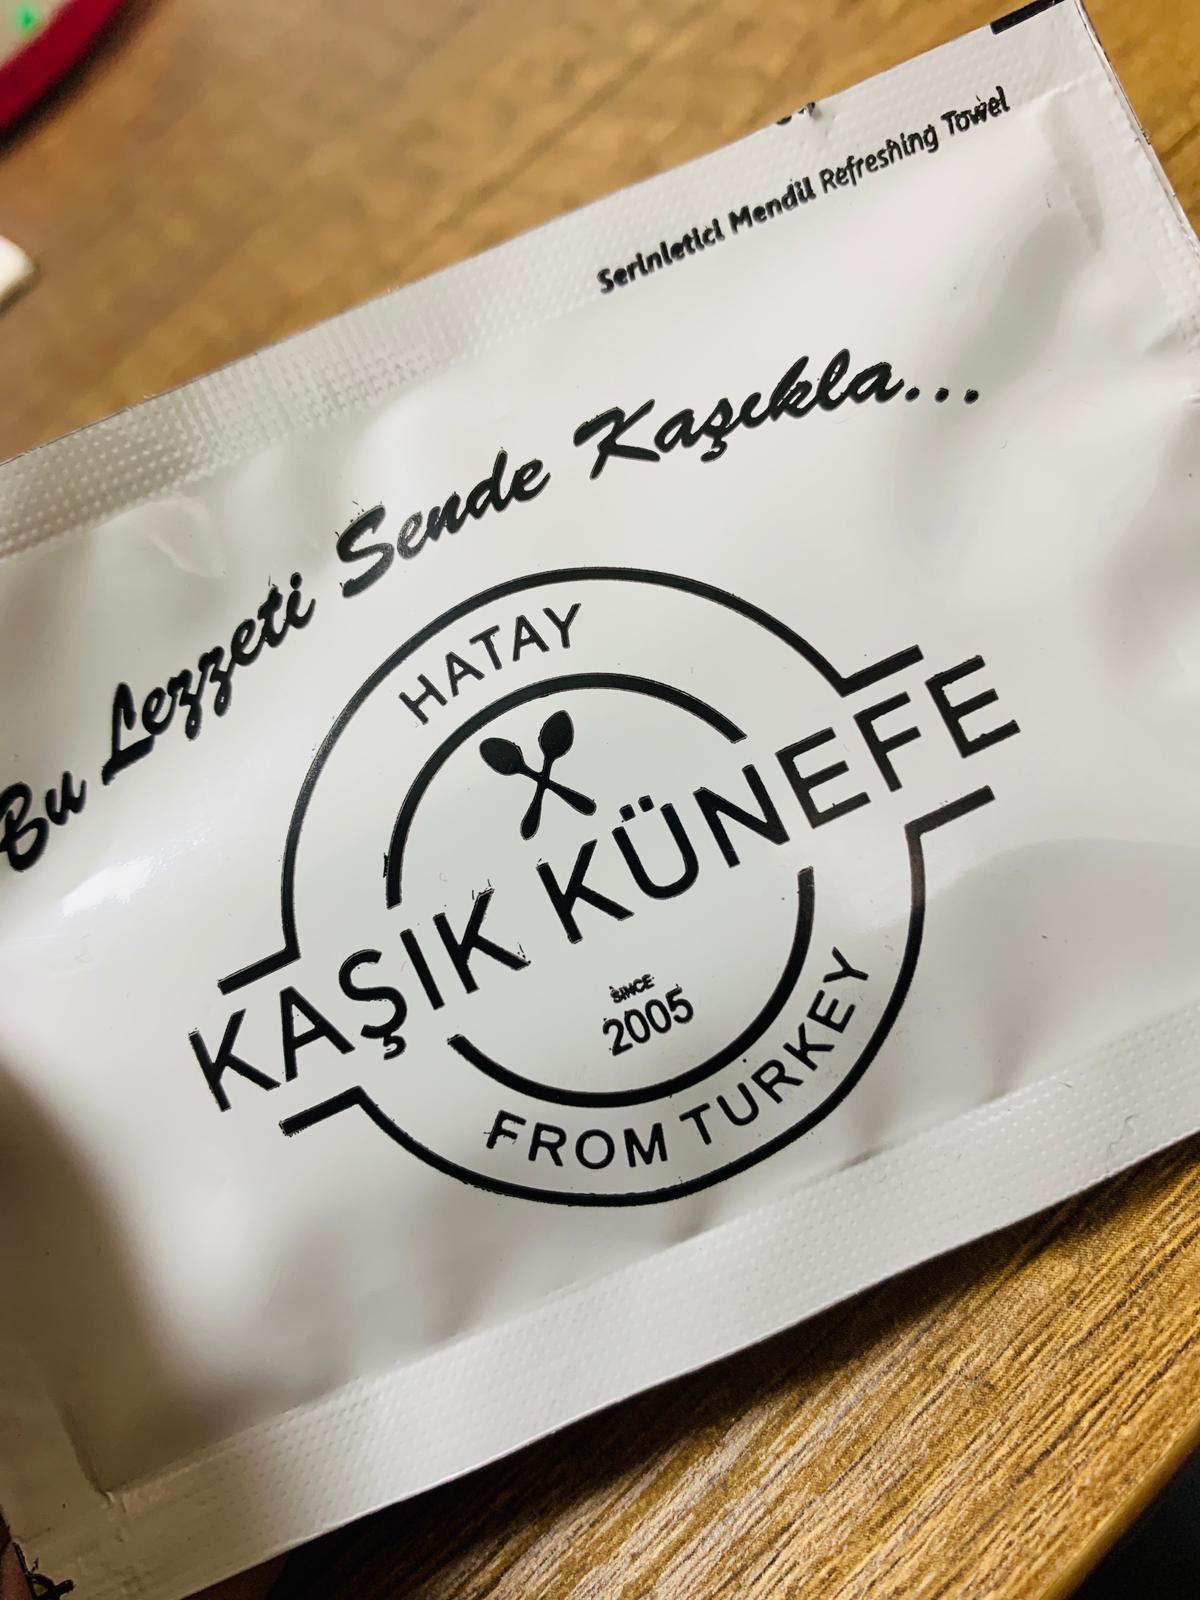 Serinletici Mendil Refreshing Towel
Bu Lezzeti Sende Kaşıkla...
HATAY
KAŞIK KÜNEFE
SINCE
2005
FROM TURKEY